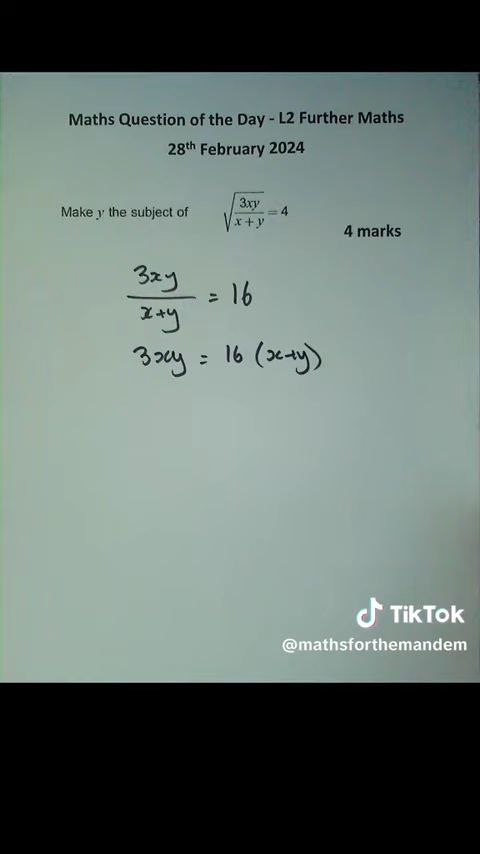 Maths Question of the Day - L2 Further Maths
28th February 2024
Make y the subject of √(3xy/(x + y)) = 4
4 marks
3xy/(x+y) = 16
3xy = 16 (x+y)
TikTok
@mathsforthemandem